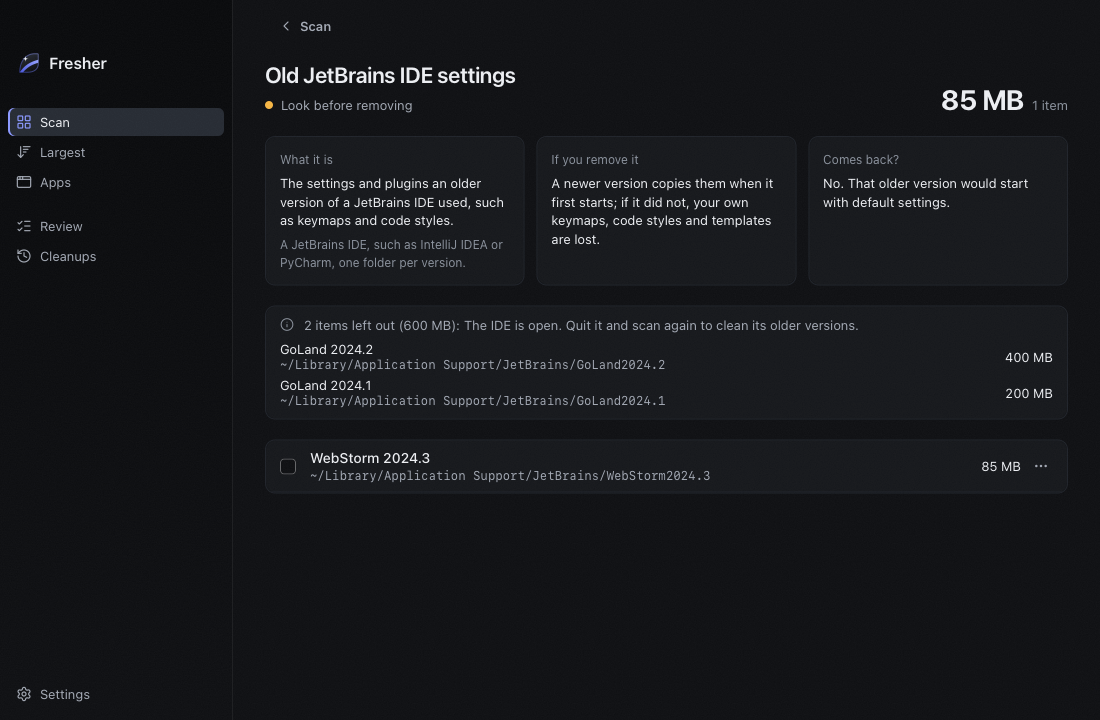 Scan
Fresher
Scan
Largest
Apps
Review
Cleanups
Settings
Old JetBrains IDE settings
Look before removing
85 MB 1 item
What it is
The settings and plugins an older
version of a JetBrains IDE used, such
as keymaps and code styles.
A JetBrains IDE, such as IntelliJ IDEA or
PyCharm, one folder per version.
If you remove it
A newer version copies them when it
first starts; if it did not, your own
keymaps, code styles and templates
are lost.
Comes back?
No. That older version would start
with default settings.
2 items left out (600 MB): The IDE is open. Quit it and scan again to clean its older versions.
GoLand 2024.2
~/Library/Application Support/JetBrains/GoLand2024.2
400 MB
GoLand 2024.1
~/Library/Application Support/JetBrains/GoLand2024.1
200 MB
WebStorm 2024.3
~/Library/Application Support/JetBrains/WebStorm2024.3
85 MB